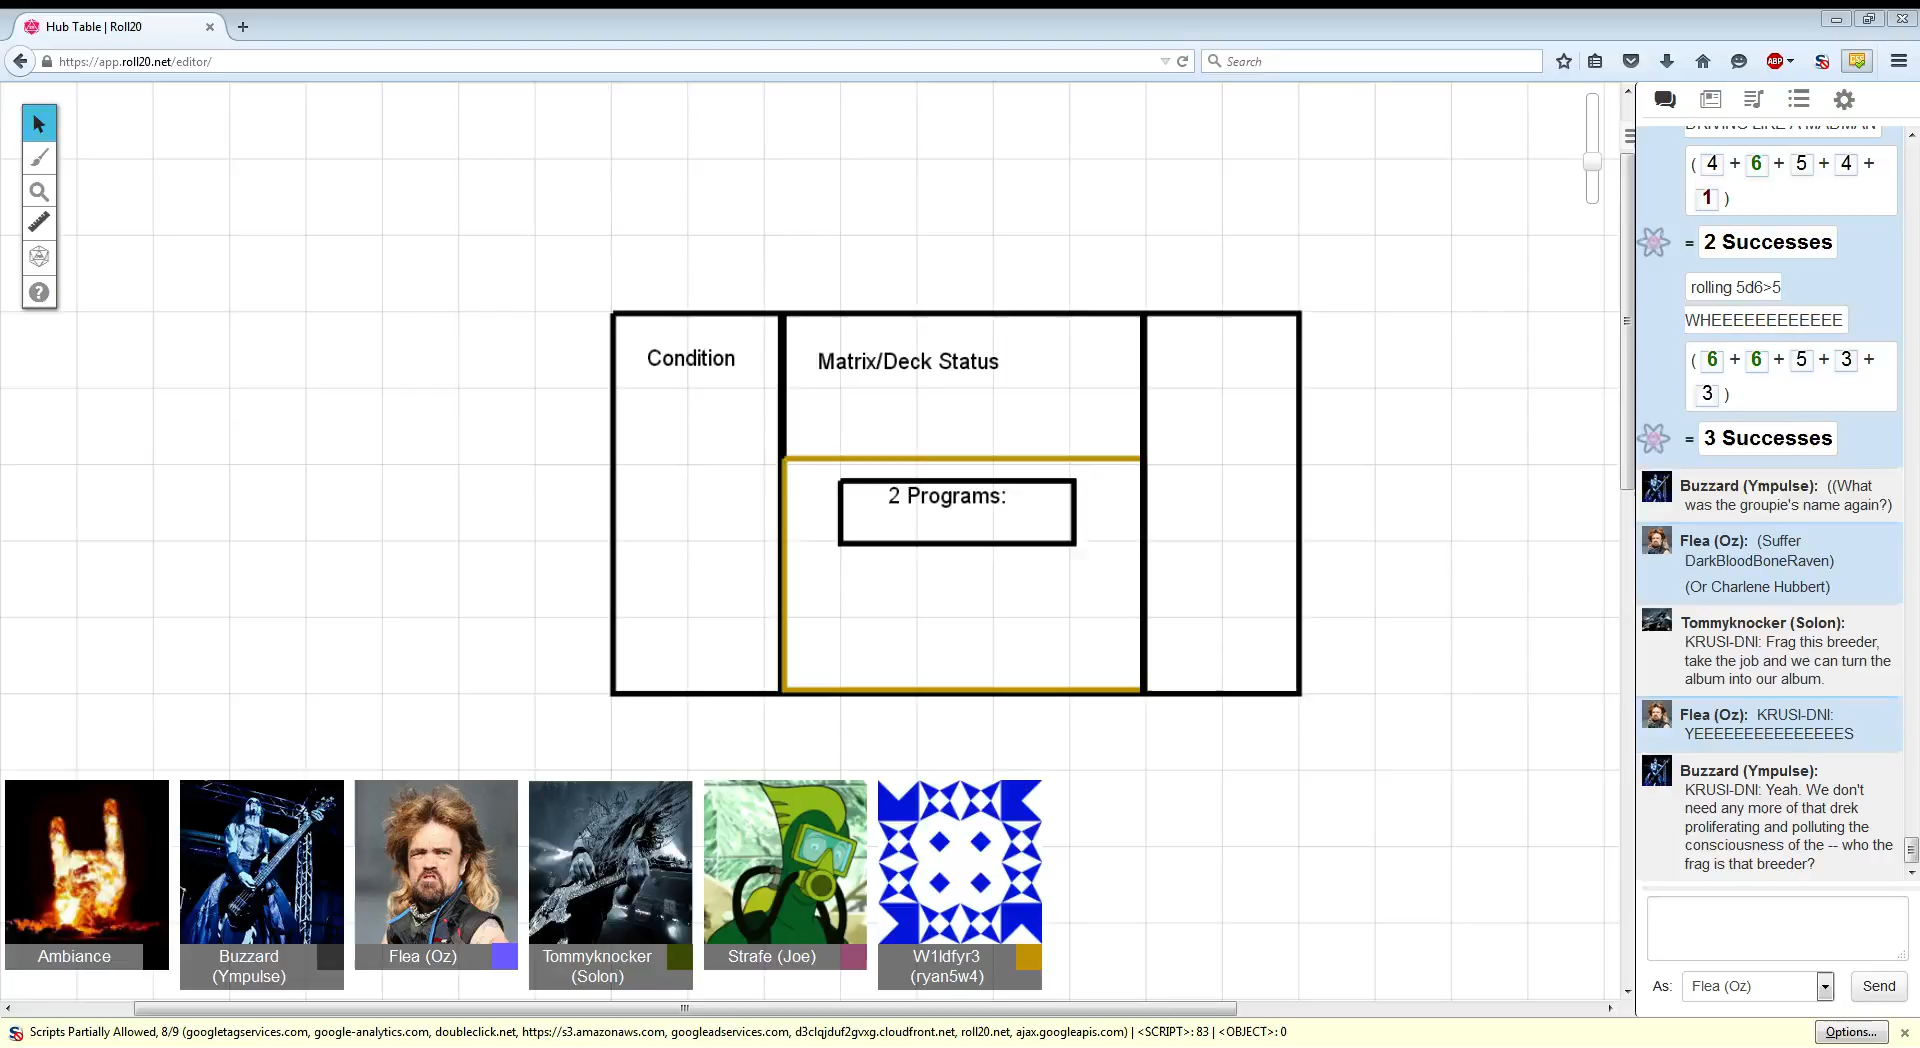 Hub Table | Roll20
https://app.roll20.net/editor/
Search
ABP
Condition
Matrix/Deck Status
2 Programs:
DRIVING LIKE A MADMAN
( 4 + 6 + 5 + 4 +
1 )
= 2 Successes
rolling 5d6>5
WHEEEEEEEEEEEE
( 6 + 6 + 5 + 3 +
3 )
= 3 Successes
Buzzard (Ympulse): ((What
was the groupie's name again?)
Flea (Oz): (Suffer
DarkBloodBoneRaven)
(Or Charlene Hubbert)
Tommyknocker (Solon):
KRUSI-DNI: Frag this breeder,
take the job and we can turn the
album into our album.
Flea (Oz): KRUSI-DNI:
YEEEEEEEEEEEEEEES
Buzzard (Ympulse):
KRUSI-DNI: Yeah. We don't
need any more of that drek
proliferating and polluting the
consciousness of the -- who the
frag is that breeder?
Ambiance
Buzzard
(Ympulse)
Flea (Oz)
Tommyknocker
(Solon)
Strafe (Joe)
W1ldfyr3
(ryan5w4)
As:
Flea (Oz)
Send
Scripts Partially Allowed, 8/9 (googletagservices.com, google-analytics.com, doubleclick.net, https://s3.amazonaws.com, googleadservices.com, d3clqjduf2gvxg.cloudfront.net, roll20.net, ajax.googleapis.com) | <SCRIPT>: 83 | <OBJECT>: 0
Options...